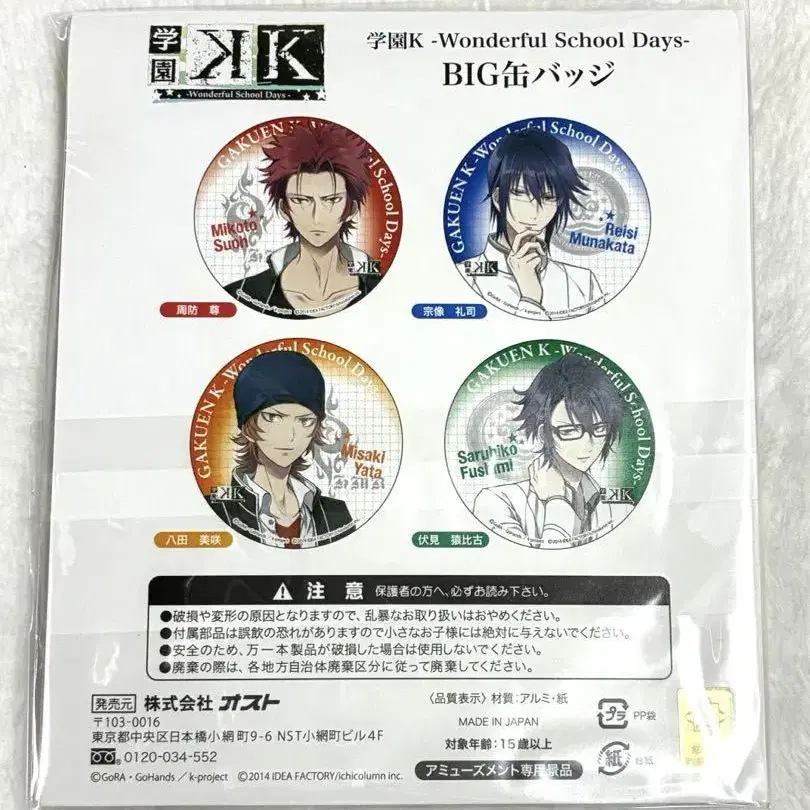 学園
K K
-Wonderful School Days-
学園K -Wonderful School Days-
BIG缶バッジ
GAKUEN K -Wonderful School Days-
Mikoto
Suoh
周防 尊
GAKUEN K -Wonderful School Days-
Reisi
Munakata
宗像 礼司
GAKUEN K -Wonderful School Days-
Misaki
Yata
八田 美咲
GAKUEN K -Wonderful School Days-
Saruhiko
Fushimi
伏見 猿比古
注意 保護者の方へ、必ずお読み下さい。
●破損や変形の原因となりますので、乱暴なお取り扱いはおやめください。
●付属部品は誤飲の恐れがありますので小さなお子様には絶対に与えないでください。
●安全のため、万一本製品が破損した場合は使用しないでください。
●廃棄の際は、各地方自治体廃棄区分に従って廃棄してください。
発売元 株式会社 オスト
〒103-0016
東京都中央区日本橋小網町9-6 NST小網町ビル4F
0120-034-552
©GoRA・GoHands / k-project ©2014 IDEA FACTORY/ichicolumn inc.
〈品質表示〉材質:アルミ・紙
MADE IN JAPAN
対象年齢:15歳以上
アミューズメント専用景品
プラ PP袋
紙 台紙